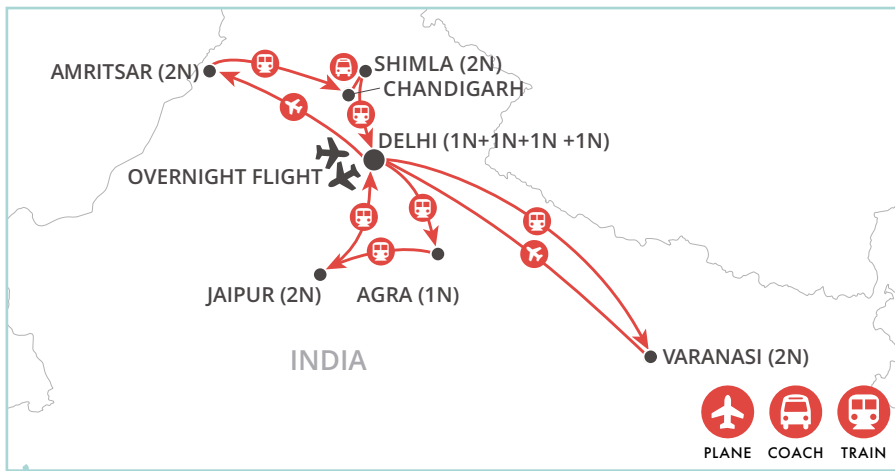 AMRITSAR (2N)
SHIMLA (2N)
CHANDIGARH
DELHI (1N+1N+1N +1N)
OVERNIGHT FLIGHT
JAIPUR (2N)
AGRA (1N)
INDIA
VARANASI (2N)
PLANE COACH TRAIN